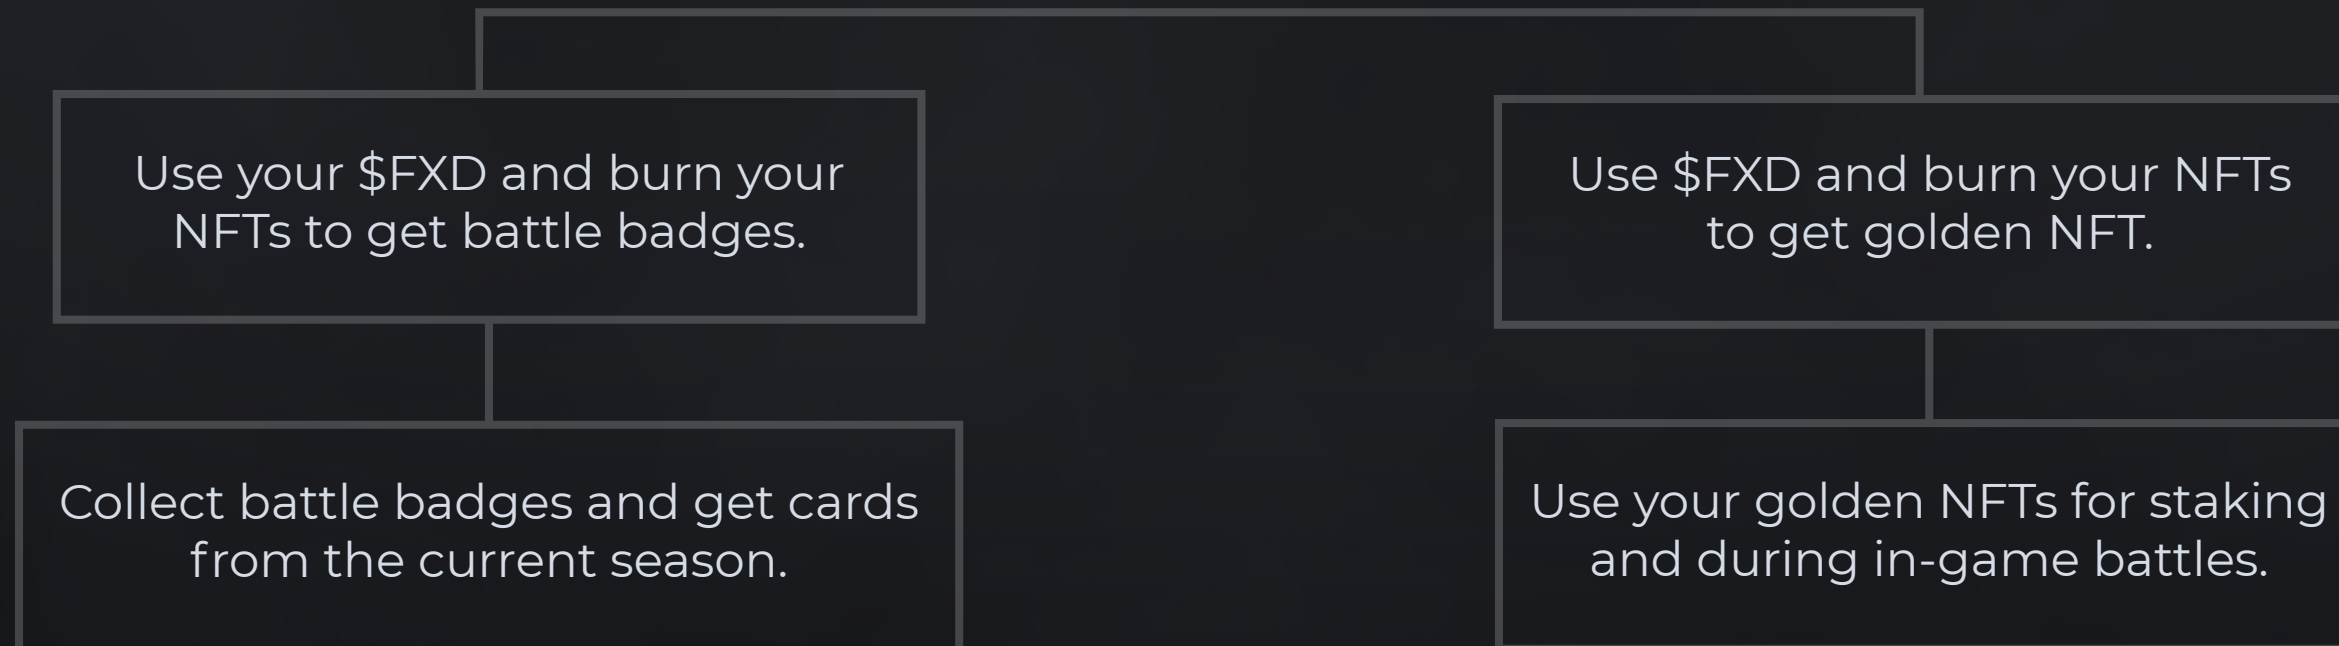 Use your $FXD and burn your
NFTs to get battle badges.
Use $FXD and burn your NFTs
to get golden NFT.
Collect battle badges and get cards
from the current season.
Use your golden NFTs for staking
and during in-game battles.